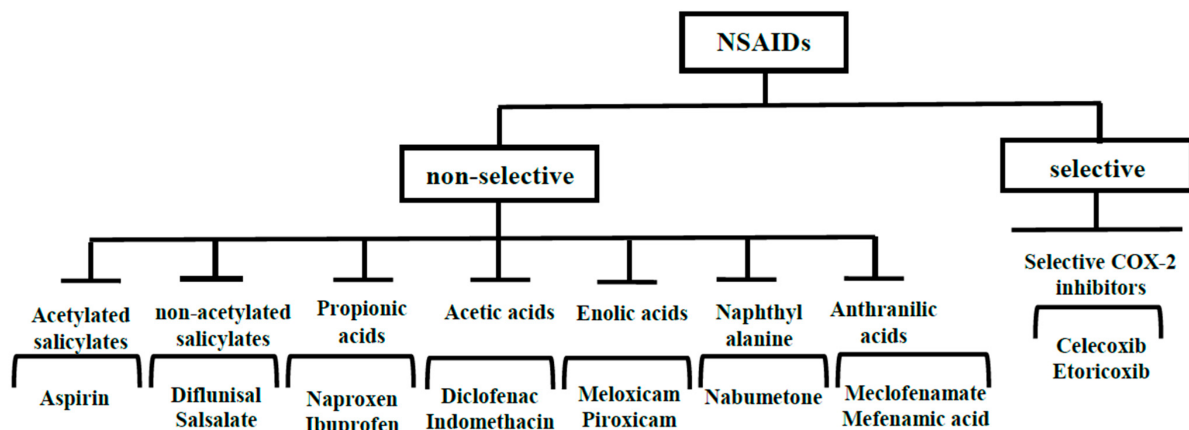 NSAIDs
non-selective
selective
Acetylated
salicylates
non-acetylated
salicylates
Propionic
acids
Acetic acids
Enolic acids
Naphthyl
alanine
Anthranilic
acids
Selective COX-2
inhibitors
Aspirin
Diflunisal
Salsalate
Naproxen
Ibuprofen
Diclofenac
Indomethacin
Meloxicam
Piroxicam
Nabumetone
Meclofenamate
Mefenamic acid
Celecoxib
Etoricoxib